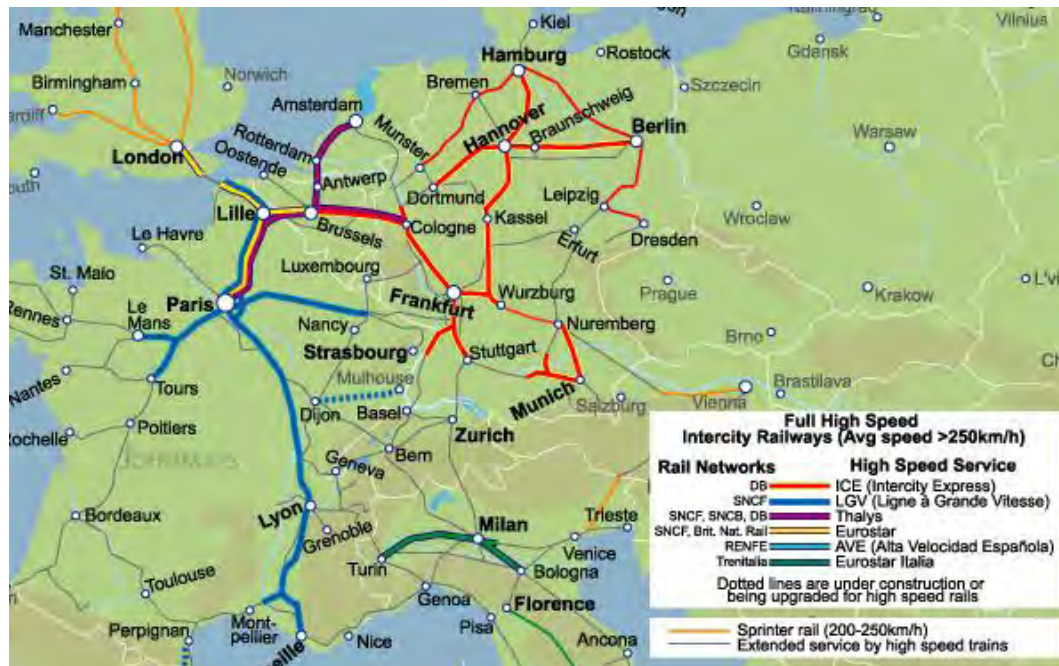 Manchester
Birmingham
Norwich
London
Kiel
Rostock
Hamburg
Bremen
Gdansk
Vilnius
Szczecin
Amsterdam
Munster
Hannover
Braunschweig
Berlin
Warsaw
Rotterdam
Oostende
Antwerp
Dortmund
Leipzig
Lille
Brussels
Cologne
Kassel
Erfurt
Dresden
Wroclaw
Le Havre
Luxembourg
St. Malo
Paris
Frankfurt
Wurzburg
Prague
Krakow
L'vi
Rennes
Le
Mans
Nancy
Nuremberg
Brno
Strasbourg
Stuttgart
Mulhouse
Nantes
Tours
Dijon
Basel
Munich
Salzburg
Vienna
Brastilava
Zurich
Rochelle
Poitiers
Bern
Geneva
Bordeaux
Lyon
Grenoble
Milan
Trieste
Turin
Venice
Bologna
Toulouse
Genoa
Florence
Mont-
pellier
Perpignan
Nice
Pisa
Ancona
eille
Full High Speed
Intercity Railways (Avg speed >250km/h)
Rail Networks High Speed Service
DB ICE (Intercity Express)
SNCF LGV (Ligne à Grande Vitesse)
SNCF, SNCB, DB Thalys
SNCF, Brit. Nat. Rail Eurostar
RENFE AVE (Alta Velocidad Española)
Trenitalia Eurostar Italia
Dotted lines are under construction or
being upgraded for high speed rails
Sprinter rail (200-250km/h)
Extended service by high speed trains